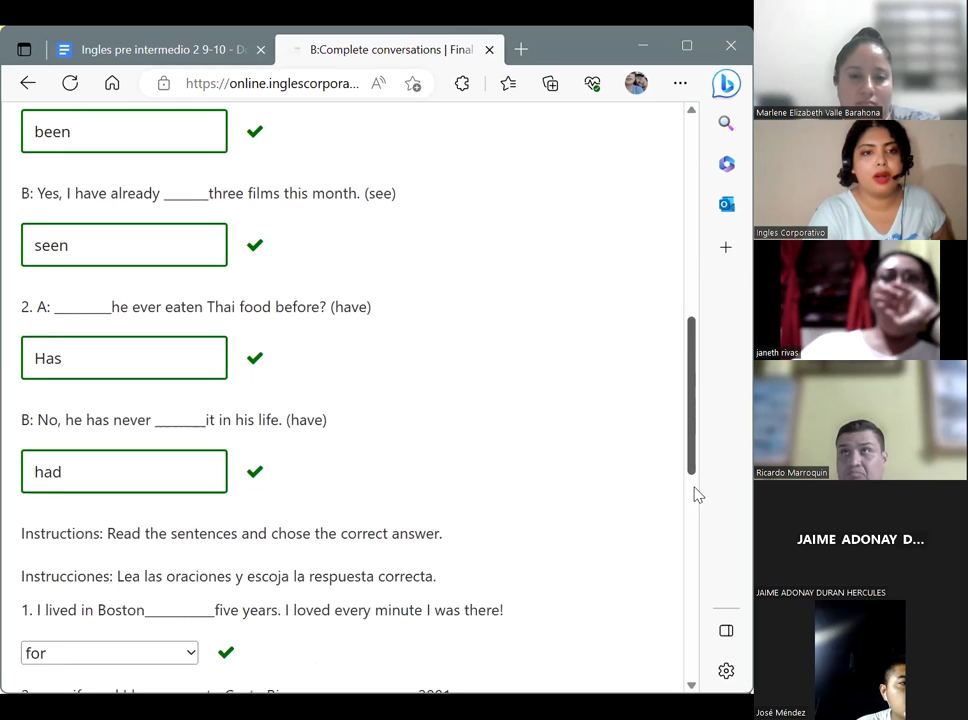 Ingles pre intermedio 2 9-10 - D
B:Complete conversations | Final
https://online.inglescorpora...
been
B: Yes, I have already ______three films this month. (see)
seen
2. A: ________he ever eaten Thai food before? (have)
Has
B: No, he has never _______it in his life. (have)
had
Instructions: Read the sentences and chose the correct answer.
Instrucciones: Lea las oraciones y escoja la respuesta correcta.
1. I lived in Boston__________five years. I loved every minute I was there!
for
Marlene Elizabeth Valle Barahona
Ingles Corporativo
janeth rivas
Ricardo Marroquin
JAIME ADONAY D...
JAIME ADONAY DURAN HERCULES
José Méndez